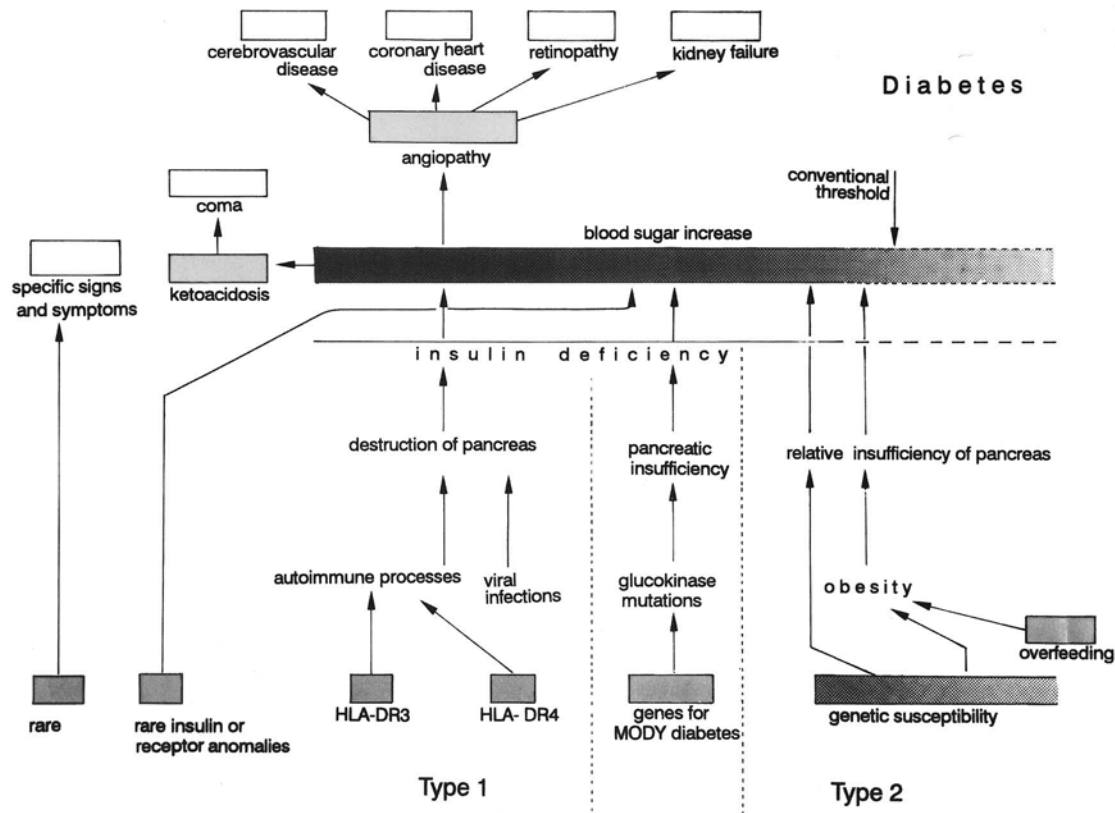 cerebrovascular
disease
coronary heart
disease
retinopathy
kidney failure
Diabetes
angiopathy
conventional
threshold
coma
blood sugar increase
specific signs
and symptoms
ketoacidosis
insulin deficiency
destruction of pancreas
pancreatic
insufficiency
relative insufficiency of pancreas
autoimmune processes
viral
infections
glucokinase
mutations
obesity
overfeeding
rare
rare insulin or
receptor anomalies
HLA-DR3
HLA- DR4
genes for
MODY diabetes
genetic susceptibility
Type 1
Type 2